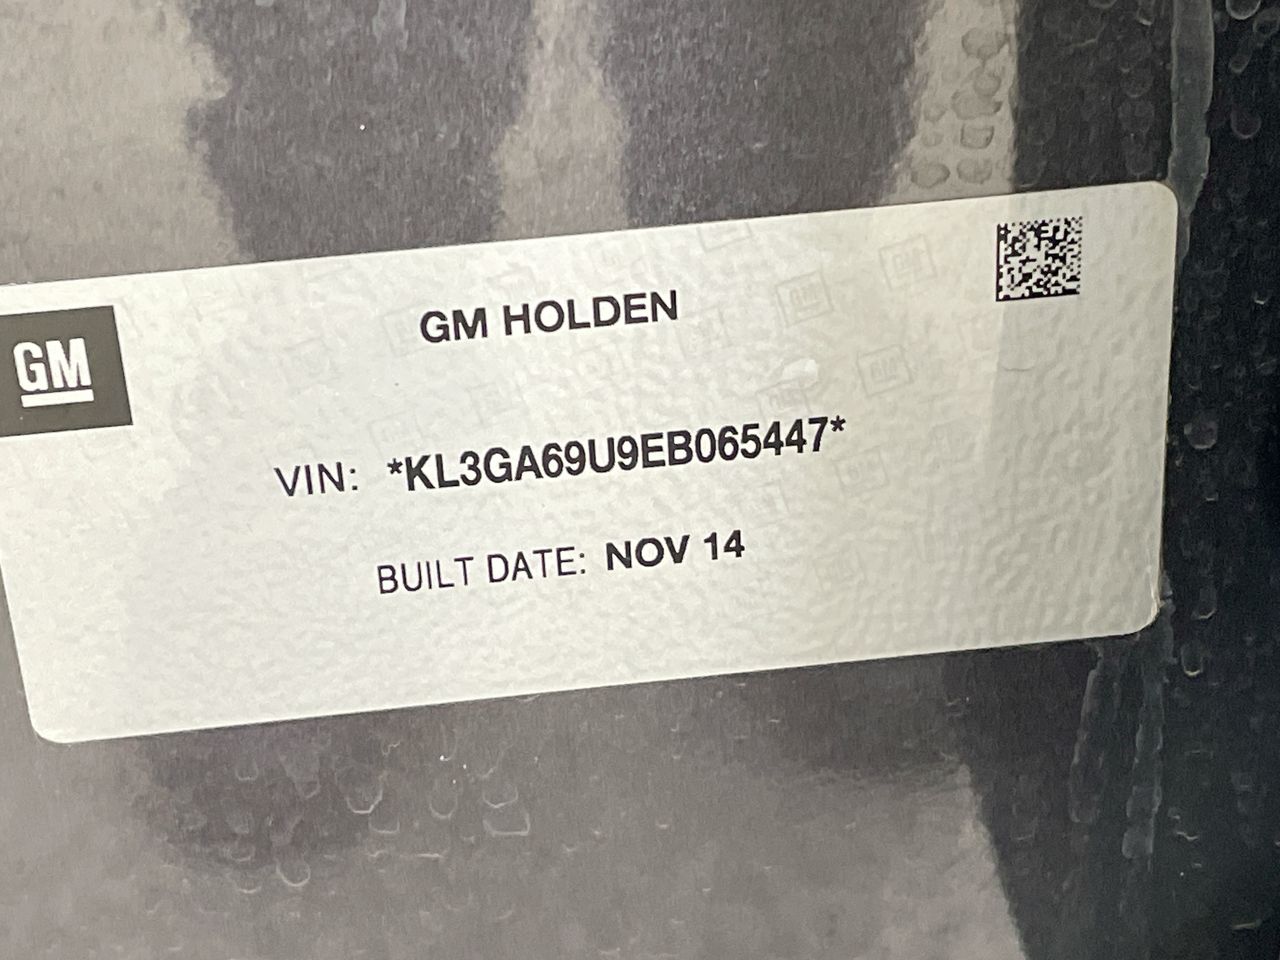 GM HOLDEN
GM
VIN: *KL3GA69U9EB065447*
BUILT DATE: NOV 14